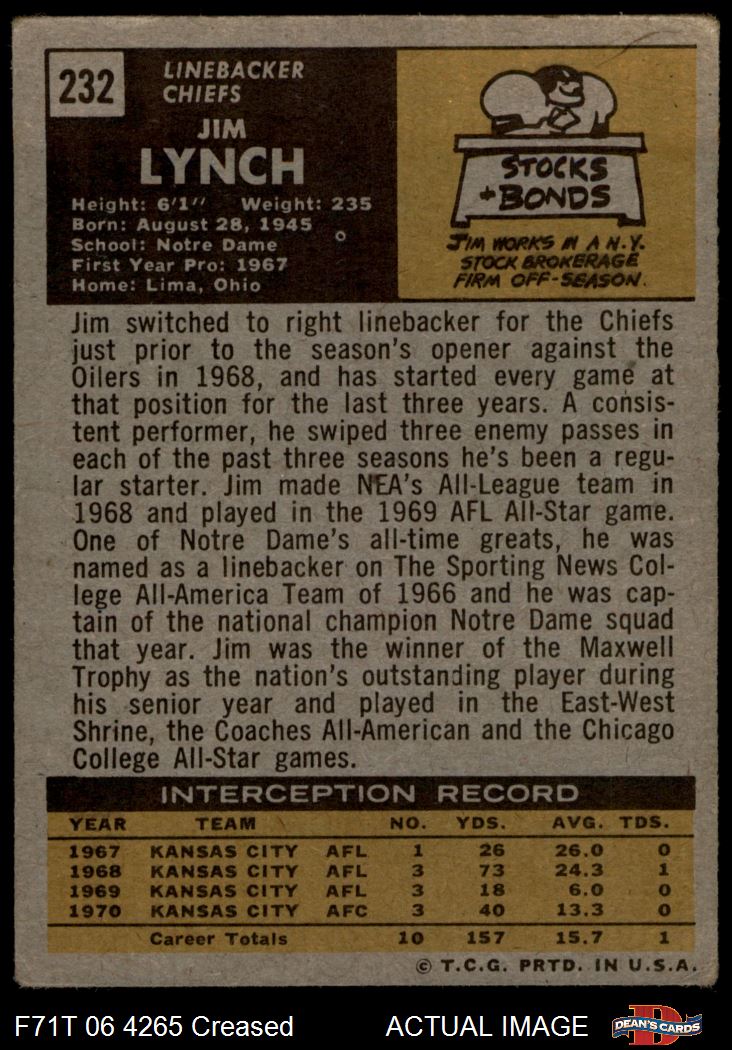 232
LINEBACKER
CHIEFS
JIM
LYNCH
Height: 6'1" Weight: 235
Born: August 28, 1945
School: Notre Dame
First Year Pro: 1967
Home: Lima, Ohio
STOCKS
+ BONDS
JIM WORKS IN A N.Y.
STOCK BROKERAGE
FIRM OFF-SEASON.
Jim switched to right linebacker for the Chiefs
just prior to the season's opener against the
Oilers in 1968, and has started every game at
that position for the last three years. A consis-
tent performer, he swiped three enemy passes in
each of the past three seasons he's been a regu-
lar starter. Jim made NEA's All-League team in
1968 and played in the 1969 AFL All-Star game.
One of Notre Dame's all-time greats, he was
named as a linebacker on The Sporting News Col-
lege All-America Team of 1966 and he was cap-
tain of the national champion Notre Dame squad
that year. Jim was the winner of the Maxwell
Trophy as the nation's outstanding player during
his senior year and played in the East-West
Shrine, the Coaches All-American and the Chicago
College All-Star games.
INTERCEPTION RECORD
YEAR TEAM NO. YDS. AVG. TDS.
1967 KANSAS CITY AFL 1 26 26.0 0
1968 KANSAS CITY AFL 3 73 24.3 1
1969 KANSAS CITY AFL 3 18 6.0 0
1970 KANSAS CITY AFC 3 40 13.3 0
Career Totals 10 157 15.7 1
© T.C.G. PRTD. IN U.S.A.
F71T 06 4265 Creased ACTUAL IMAGE
D
DEAN'S CARDS